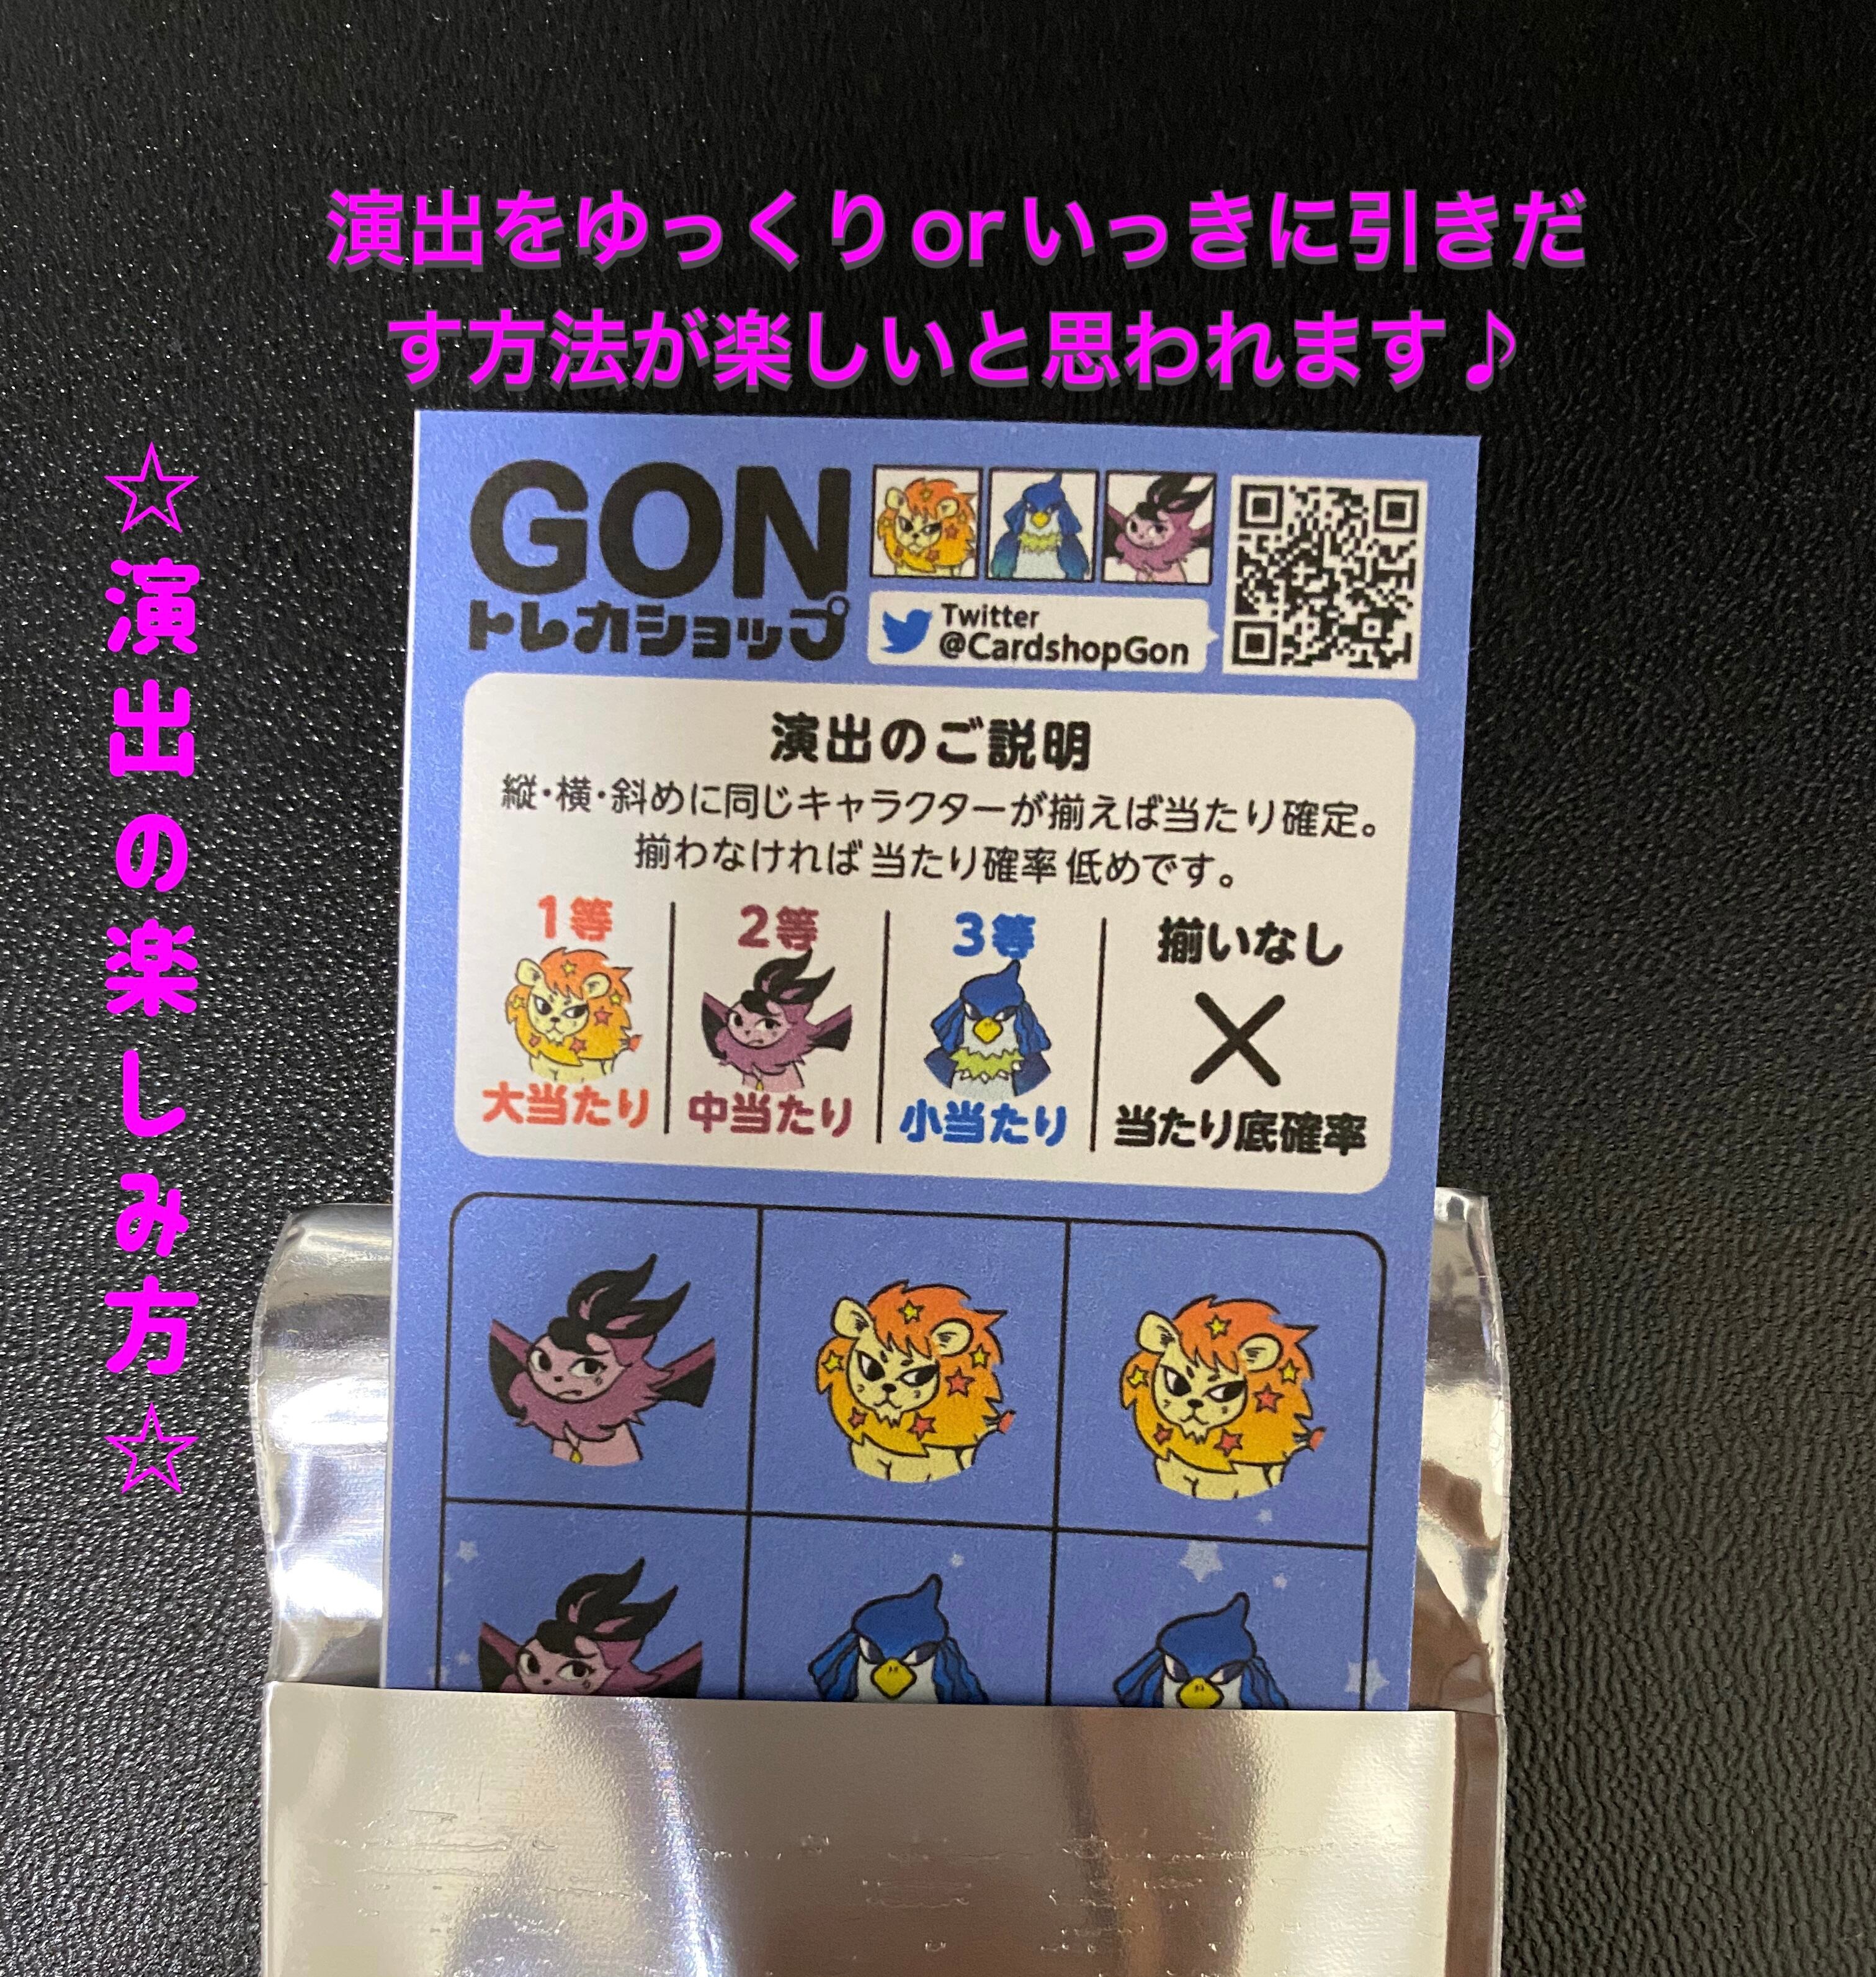 演出をゆっくりorいっきに引きだ
す方法が楽しいと思われます♪
☆演出の楽しみ方☆
GON
トレカショップ
Twitter
@CardshopGon
演出のご説明
縦・横・斜めに同じキャラクターが揃えば当たり確定。
揃わなければ当たり確率低めです。
1等
大当たり
2等
中当たり
3等
小当たり
揃いなし
×
当たり底確率